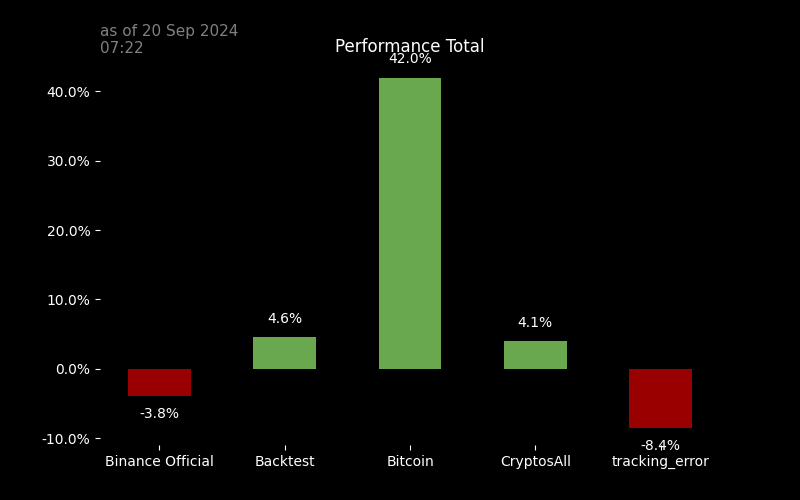 as of 20 Sep 2024
07:22
Performance Total
42.0%
40.0%
30.0%
20.0%
10.0%
4.6%
4.1%
0.0%
-3.8%
-10.0%
-8.4%
Binance Official
Backtest
Bitcoin
CryptosAll
tracking_error